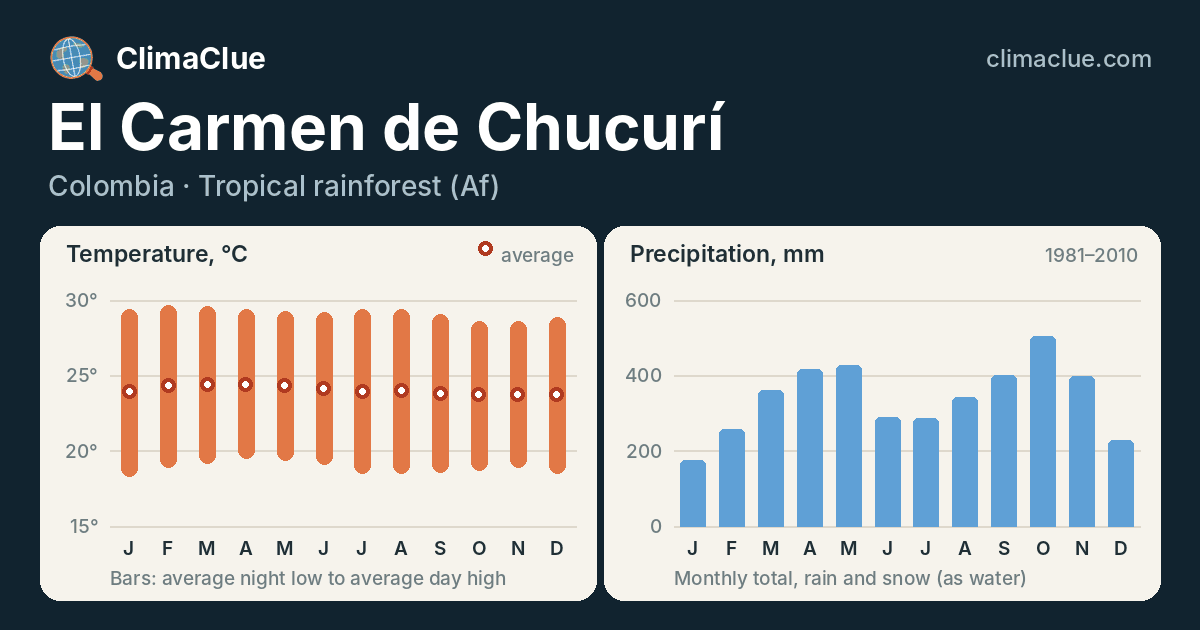 ClimaClue
climaclue.com
El Carmen de Chucurí
Colombia · Tropical rainforest (Af)
Temperature, °C
average
30°
25°
20°
15°
J F M A M J J A S O N D
Bars: average night low to average day high
Precipitation, mm
1981–2010
600
400
200
0
J F M A M J J A S O N D
Monthly total, rain and snow (as water)